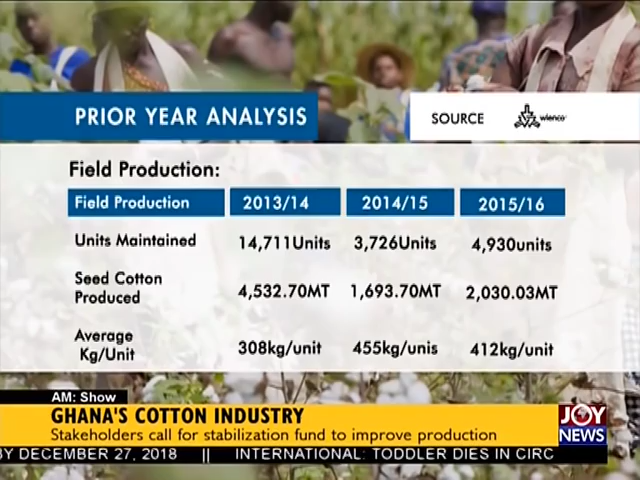 PRIOR YEAR ANALYSIS
SOURCE wienco
Field Production:
Field Production 2013/14 2014/15 2015/16
Units Maintained 14,711Units 3,726Units 4,930units
Seed Cotton
Produced 4,532.70MT 1,693.70MT 2,030.03MT
Average
Kg/Unit 308kg/unit 455kg/unis 412kg/unit
AM: Show
GHANA'S COTTON INDUSTRY
Stakeholders call for stabilization fund to improve production
JOY
NEWS
BY DECEMBER 27, 2018 || INTERNATIONAL: TODDLER DIES IN CIRC